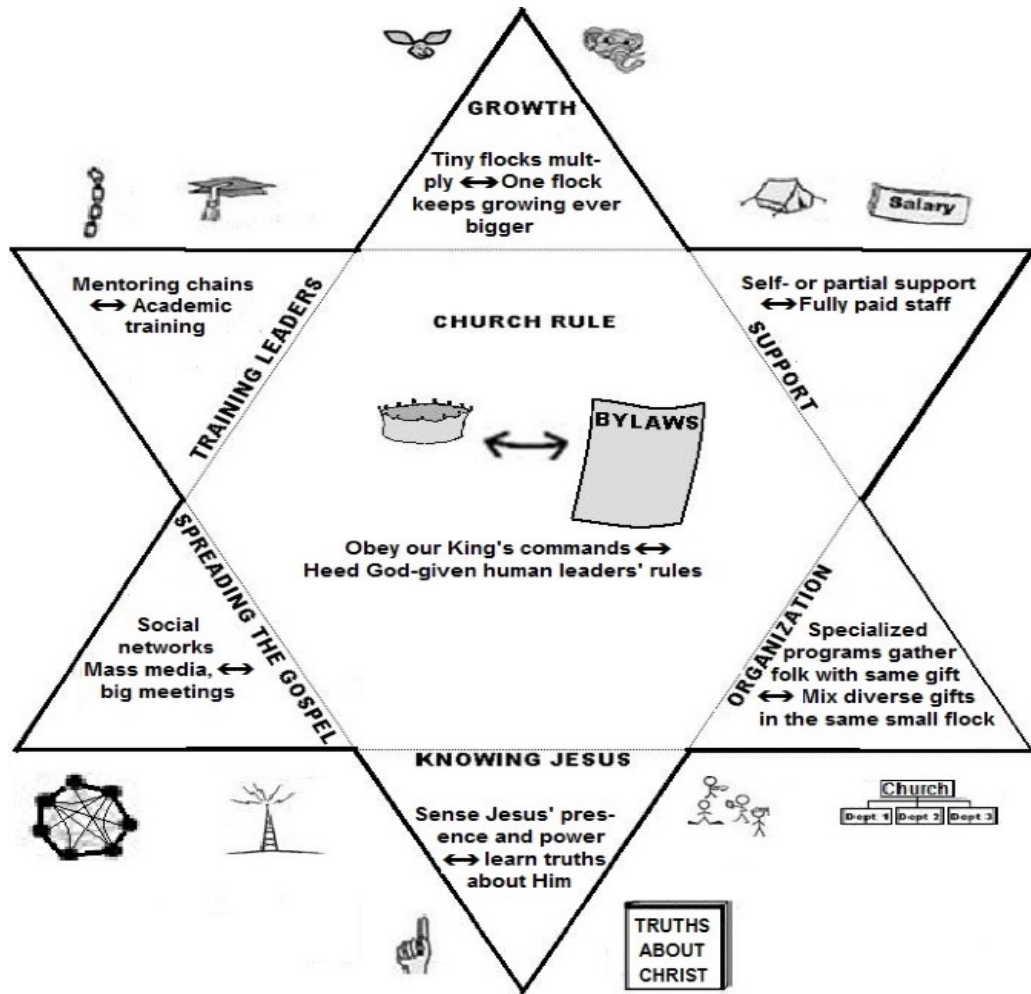 GROWTH
Tiny flocks mult-
ply ↔ One flock
keeps growing ever
bigger
Salary
Mentoring chains
↔ Academic
training
TRAINING LEADERS
Self- or partial support
↔ Fully paid staff
SUPPORT
CHURCH RULE
BYLAWS
Obey our King's commands ↔
Heed God-given human leaders' rules
SPREADING THE GOSPEL
Social
networks
Mass media, ↔
big meetings
ORGANIZATION
Specialized
programs gather
folk with same gift
↔ Mix diverse gifts
in the same small flock
KNOWING JESUS
Sense Jesus' pres-
ence and power
↔ learn truths
about Him
Church
Dept 1 Dept 2 Dept 3
TRUTHS
ABOUT
CHRIST